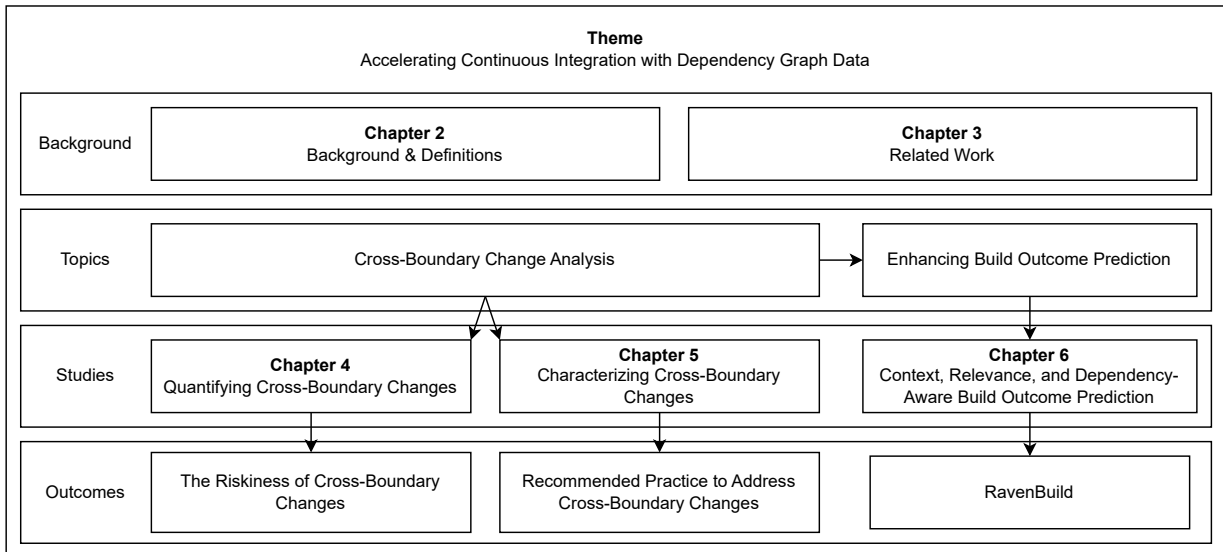 Theme
Accelerating Continuous Integration with Dependency Graph Data
Background
Chapter 2
Background & Definitions
Chapter 3
Related Work
Topics
Cross-Boundary Change Analysis
Enhancing Build Outcome Prediction
Studies
Chapter 4
Quantifying Cross-Boundary Changes
Chapter 5
Characterizing Cross-Boundary
Changes
Chapter 6
Context, Relevance, and Dependency-
Aware Build Outcome Prediction
Outcomes
The Riskiness of Cross-Boundary
Changes
Recommended Practice to Address
Cross-Boundary Changes
RavenBuild